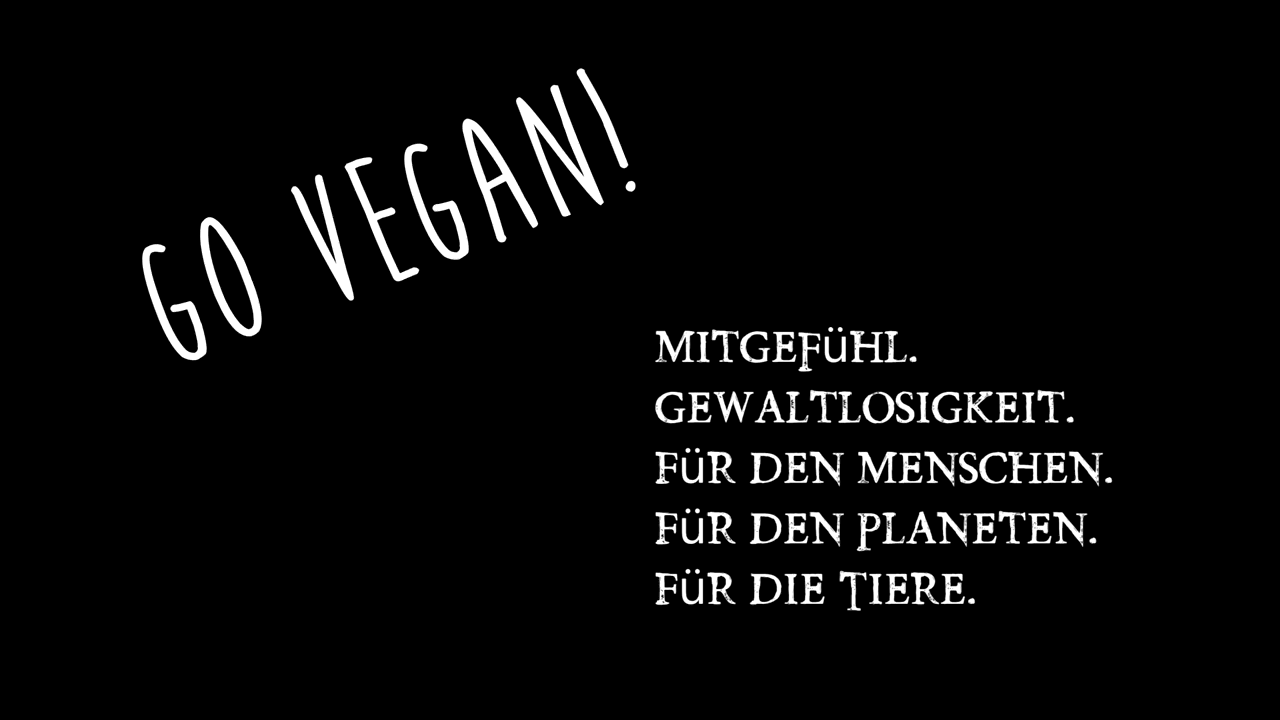 GO VEGAN!
MITGEFÜHL.
GEWALTLOSIGKEIT.
FÜR DEN MENSCHEN.
FÜR DEN PLANETEN.
FÜR DIE TIERE.